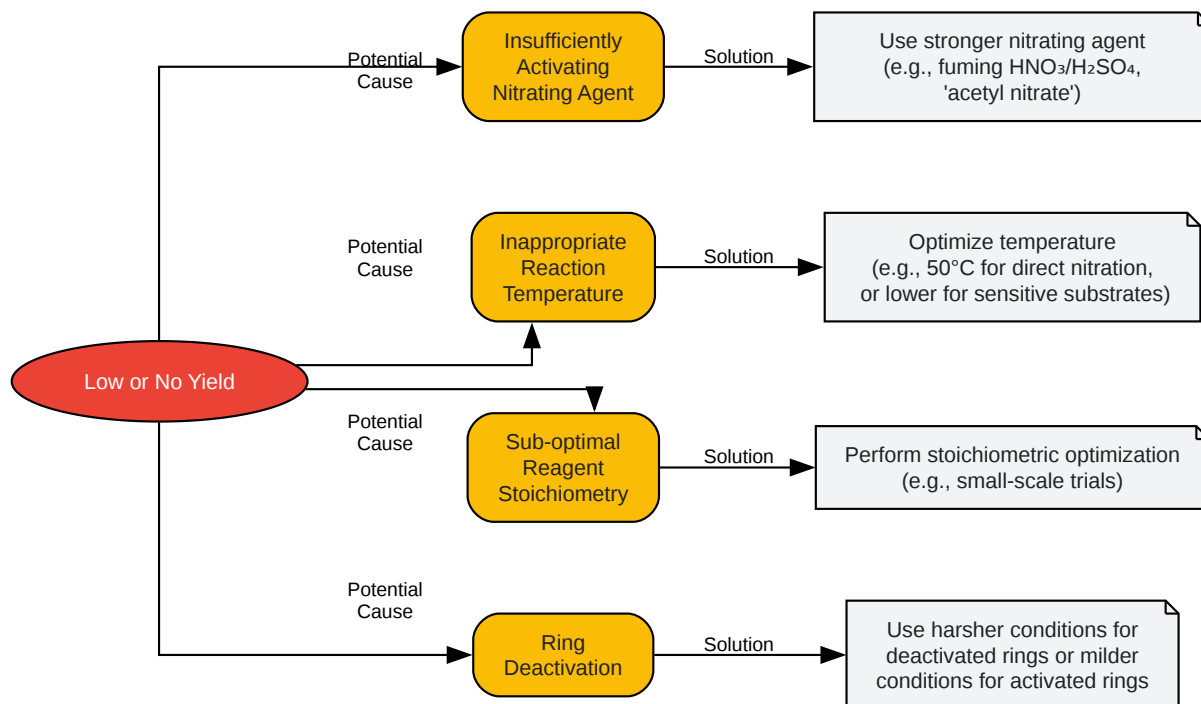 Potential
Cause
Insufficiently
Activating
Nitrating Agent
Solution
Use stronger nitrating agent
(e.g., fuming HNO₃/H₂SO₄,
'acetyl nitrate')
Potential
Cause
Inappropriate
Reaction
Temperature
Solution
Optimize temperature
(e.g., 50°C for direct nitration,
or lower for sensitive substrates)
Low or No Yield
Potential
Cause
Sub-optimal
Reagent
Stoichiometry
Solution
Perform stoichiometric optimization
(e.g., small-scale trials)
Potential
Cause
Ring
Deactivation
Solution
Use harsher conditions for
deactivated rings or milder
conditions for activated rings